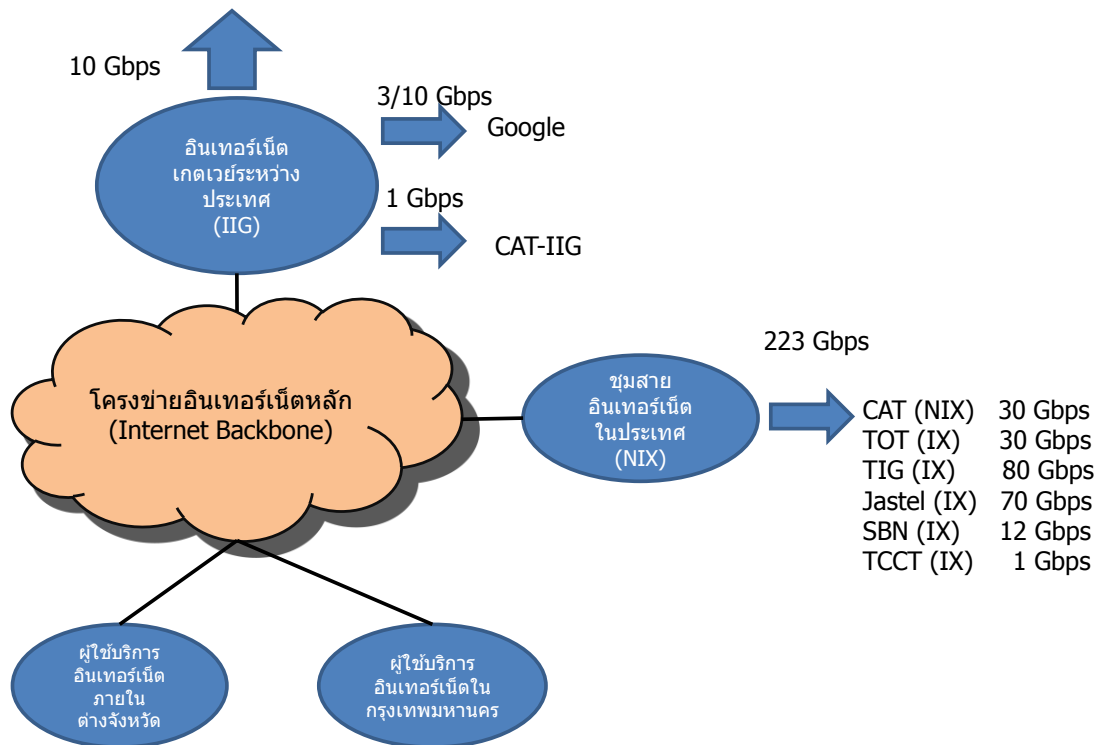 10 Gbps
3/10 Gbps
Google
อินเทอร์เน็ต
เกตเวย์ระหว่าง
ประเทศ
(IIG)
1 Gbps
CAT-IIG
โครงข่ายอินเทอร์เน็ตหลัก
(Internet Backbone)
223 Gbps
ชุมสาย
อินเทอร์เน็ต
ในประเทศ
(NIX)
CAT (NIX) 30 Gbps
TOT (IX) 30 Gbps
TIG (IX) 80 Gbps
Jastel (IX) 70 Gbps
SBN (IX) 12 Gbps
TCCT (IX) 1 Gbps
ผู้ใช้บริการ
อินเทอร์เน็ต
ภายใน
ต่างจังหวัด
ผู้ใช้บริการ
อินเทอร์เน็ตใน
กรุงเทพมหานคร